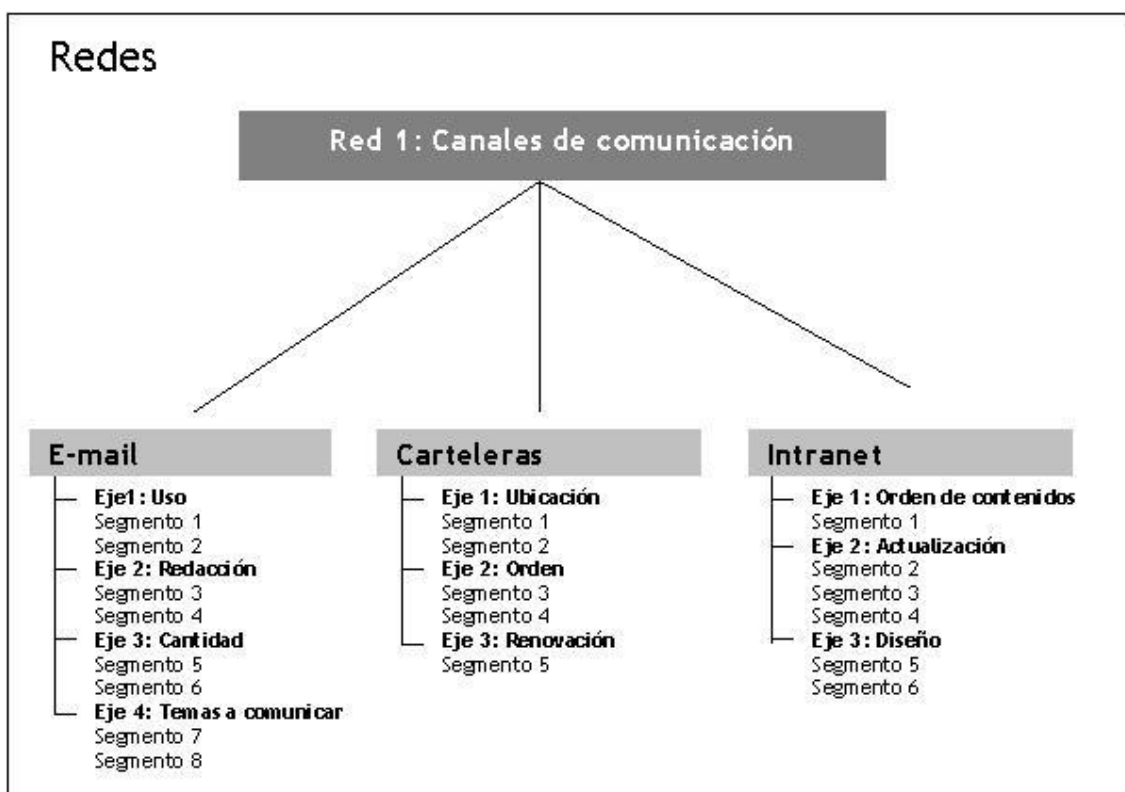 Redes
Red 1: Canales de comunicación
E-mail
Eje1: Uso
Segmento 1
Segmento 2
Eje 2: Redacción
Segmento 3
Segmento 4
Eje 3: Cantidad
Segmento 5
Segmento 6
Eje 4: Temas a comunicar
Segmento 7
Segmento 8
Carteleras
Eje 1: Ubicación
Segmento 1
Segmento 2
Eje 2: Orden
Segmento 3
Segmento 4
Eje 3: Renovación
Segmento 5
Intranet
Eje 1: Orden de contenidos
Segmento 1
Eje 2: Actualización
Segmento 2
Segmento 3
Segmento 4
Eje 3: Diseño
Segmento 5
Segmento 6